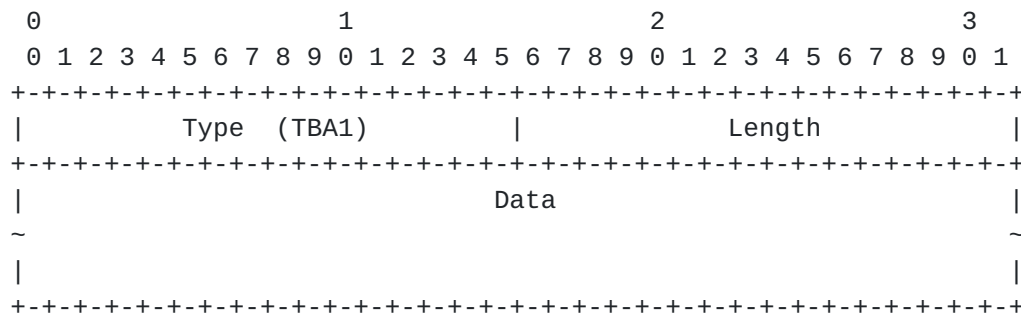 0                   1                   2                   3
 0 1 2 3 4 5 6 7 8 9 0 1 2 3 4 5 6 7 8 9 0 1 2 3 4 5 6 7 8 9 0 1
+-+-+-+-+-+-+-+-+-+-+-+-+-+-+-+-+-+-+-+-+-+-+-+-+-+-+-+-+-+-+-+-+
|          Type  (TBA1)         |             Length            |
+-+-+-+-+-+-+-+-+-+-+-+-+-+-+-+-+-+-+-+-+-+-+-+-+-+-+-+-+-+-+-+-+
|                              Data                             |
~                                                               ~
|                                                               |
+-+-+-+-+-+-+-+-+-+-+-+-+-+-+-+-+-+-+-+-+-+-+-+-+-+-+-+-+-+-+-+-+